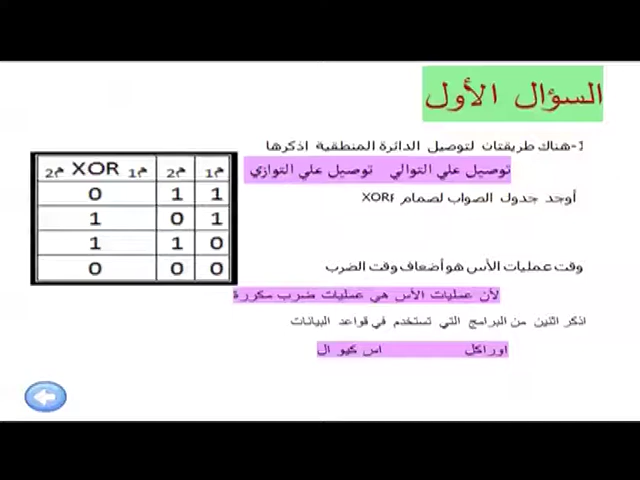 السؤال الأول
1-هناك طريقتان لتوصيل الدائرة المنطقية اذكرها
توصيل علي التوالي توصيل علي التوازي
أوجد جدول الصواب لصمام XOR؟
م1 م2 م1 XOR م2
1 1 0
1 0 1
0 1 1
0 0 0
وقت عمليات الأس هو أضعاف وقت الضرب
لأن عمليات الأس هي عمليات ضرب مكررة
اذكر اثنين من البرامج التي تستخدم في قواعد البيانات
اوراكل اس كيو ال